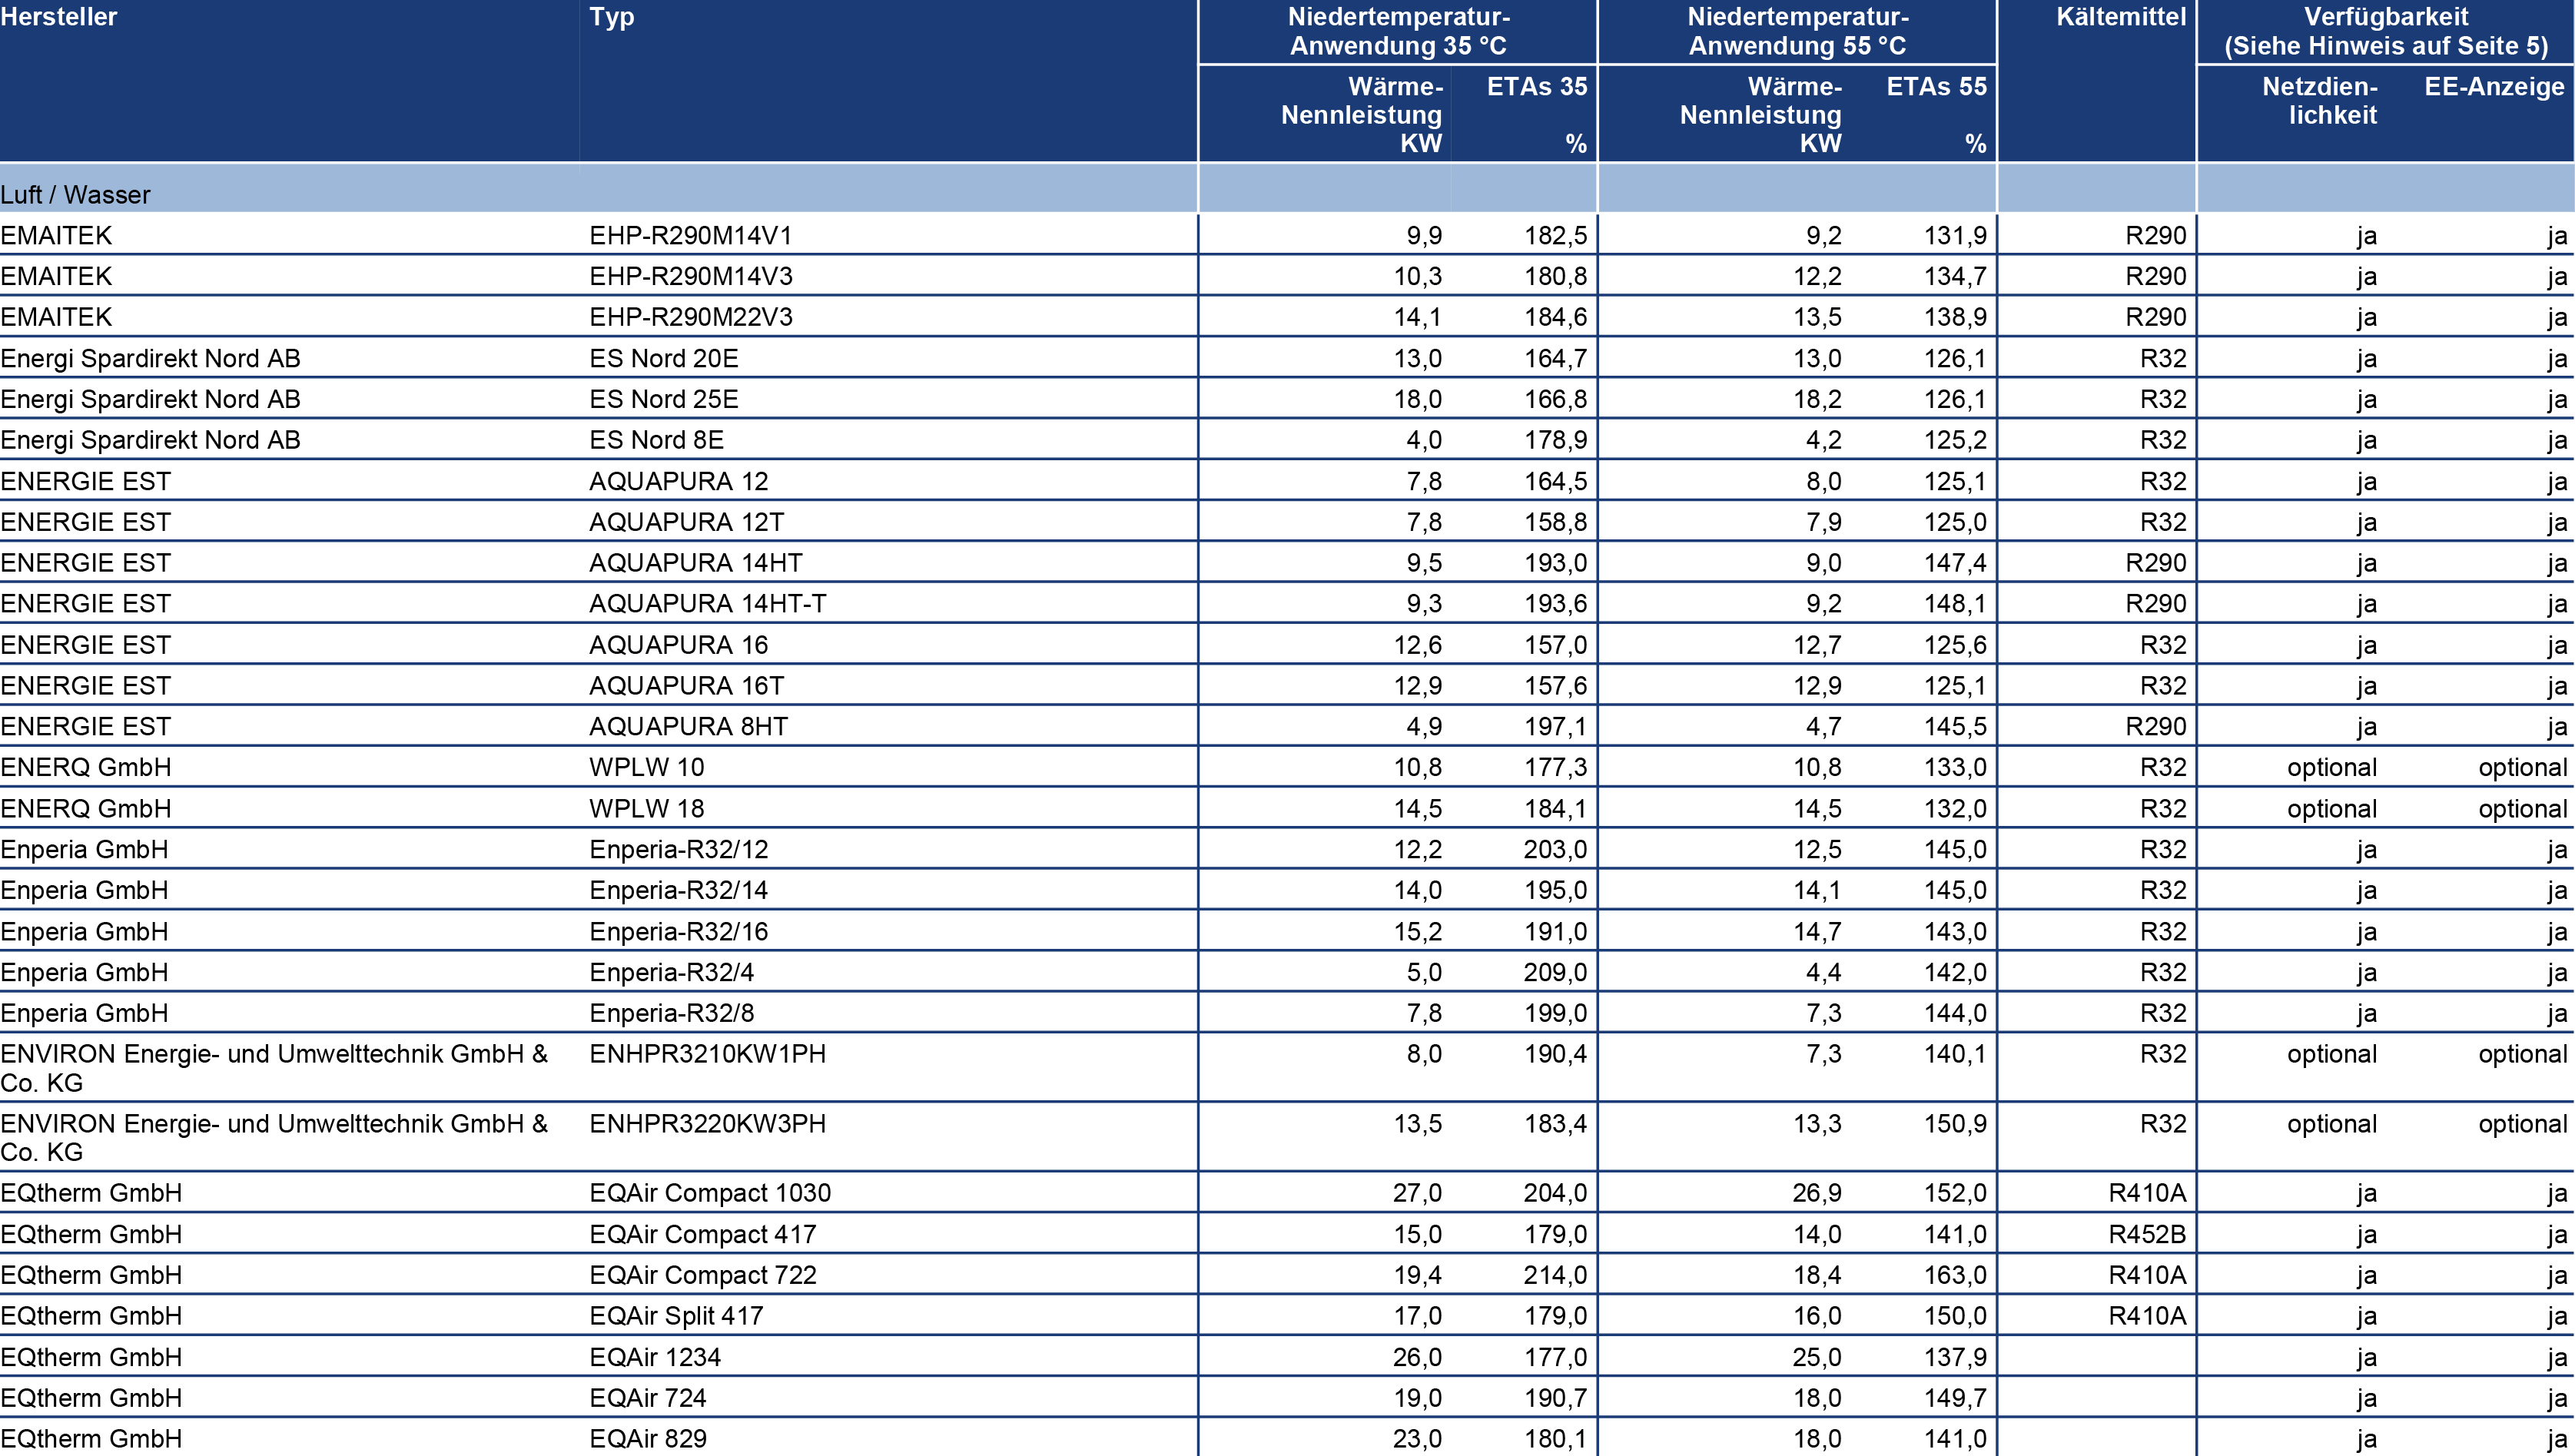 Hersteller Typ Niedertemperatur- Niedertemperatur- Kältemittel Verfügbarkeit
Anwendung 35 °C Anwendung 55 °C (Siehe Hinweis auf Seite 5)
Wärme- ETAs 35 Wärme- ETAs 55 Netzdien- EE-Anzeige
Nennleistung Nennleistung lichkeit
KW % KW %
Luft / Wasser
EMAITEK EHP-R290M14V1 9,9 182,5 9,2 131,9 R290 ja ja
EMAITEK EHP-R290M14V3 10,3 180,8 12,2 134,7 R290 ja ja
EMAITEK EHP-R290M22V3 14,1 184,6 13,5 138,9 R290 ja ja
Energi Spardirekt Nord AB ES Nord 20E 13,0 164,7 13,0 126,1 R32 ja ja
Energi Spardirekt Nord AB ES Nord 25E 18,0 166,8 18,2 126,1 R32 ja ja
Energi Spardirekt Nord AB ES Nord 8E 4,0 178,9 4,2 125,2 R32 ja ja
ENERGIE EST AQUAPURA 12 7,8 164,5 8,0 125,1 R32 ja ja
ENERGIE EST AQUAPURA 12T 7,8 158,8 7,9 125,0 R32 ja ja
ENERGIE EST AQUAPURA 14HT 9,5 193,0 9,0 147,4 R290 ja ja
ENERGIE EST AQUAPURA 14HT-T 9,3 193,6 9,2 148,1 R290 ja ja
ENERGIE EST AQUAPURA 16 12,6 157,0 12,7 125,6 R32 ja ja
ENERGIE EST AQUAPURA 16T 12,9 157,6 12,9 125,1 R32 ja ja
ENERGIE EST AQUAPURA 8HT 4,9 197,1 4,7 145,5 R290 ja ja
ENERQ GmbH WPLW 10 10,8 177,3 10,8 133,0 R32 optional optional
ENERQ GmbH WPLW 18 14,5 184,1 14,5 132,0 R32 optional optional
Enperia GmbH Enperia-R32/12 12,2 203,0 12,5 145,0 R32 ja ja
Enperia GmbH Enperia-R32/14 14,0 195,0 14,1 145,0 R32 ja ja
Enperia GmbH Enperia-R32/16 15,2 191,0 14,7 143,0 R32 ja ja
Enperia GmbH Enperia-R32/4 5,0 209,0 4,4 142,0 R32 ja ja
Enperia GmbH Enperia-R32/8 7,8 199,0 7,3 144,0 R32 ja ja
ENVIRON Energie- und Umwelttechnik GmbH & ENHPR3210KW1PH 8,0 190,4 7,3 140,1 R32 optional optional
Co. KG
ENVIRON Energie- und Umwelttechnik GmbH & ENHPR3220KW3PH 13,5 183,4 13,3 150,9 R32 optional optional
Co. KG
EQtherm GmbH EQAir Compact 1030 27,0 204,0 26,9 152,0 R410A ja ja
EQtherm GmbH EQAir Compact 417 15,0 179,0 14,0 141,0 R452B ja ja
EQtherm GmbH EQAir Compact 722 19,4 214,0 18,4 163,0 R410A ja ja
EQtherm GmbH EQAir Split 417 17,0 179,0 16,0 150,0 R410A ja ja
EQtherm GmbH EQAir 1234 26,0 177,0 25,0 137,9 ja ja
EQtherm GmbH EQAir 724 19,0 190,7 18,0 149,7 ja ja
EQtherm GmbH EQAir 829 23,0 180,1 18,0 141,0 ja ja